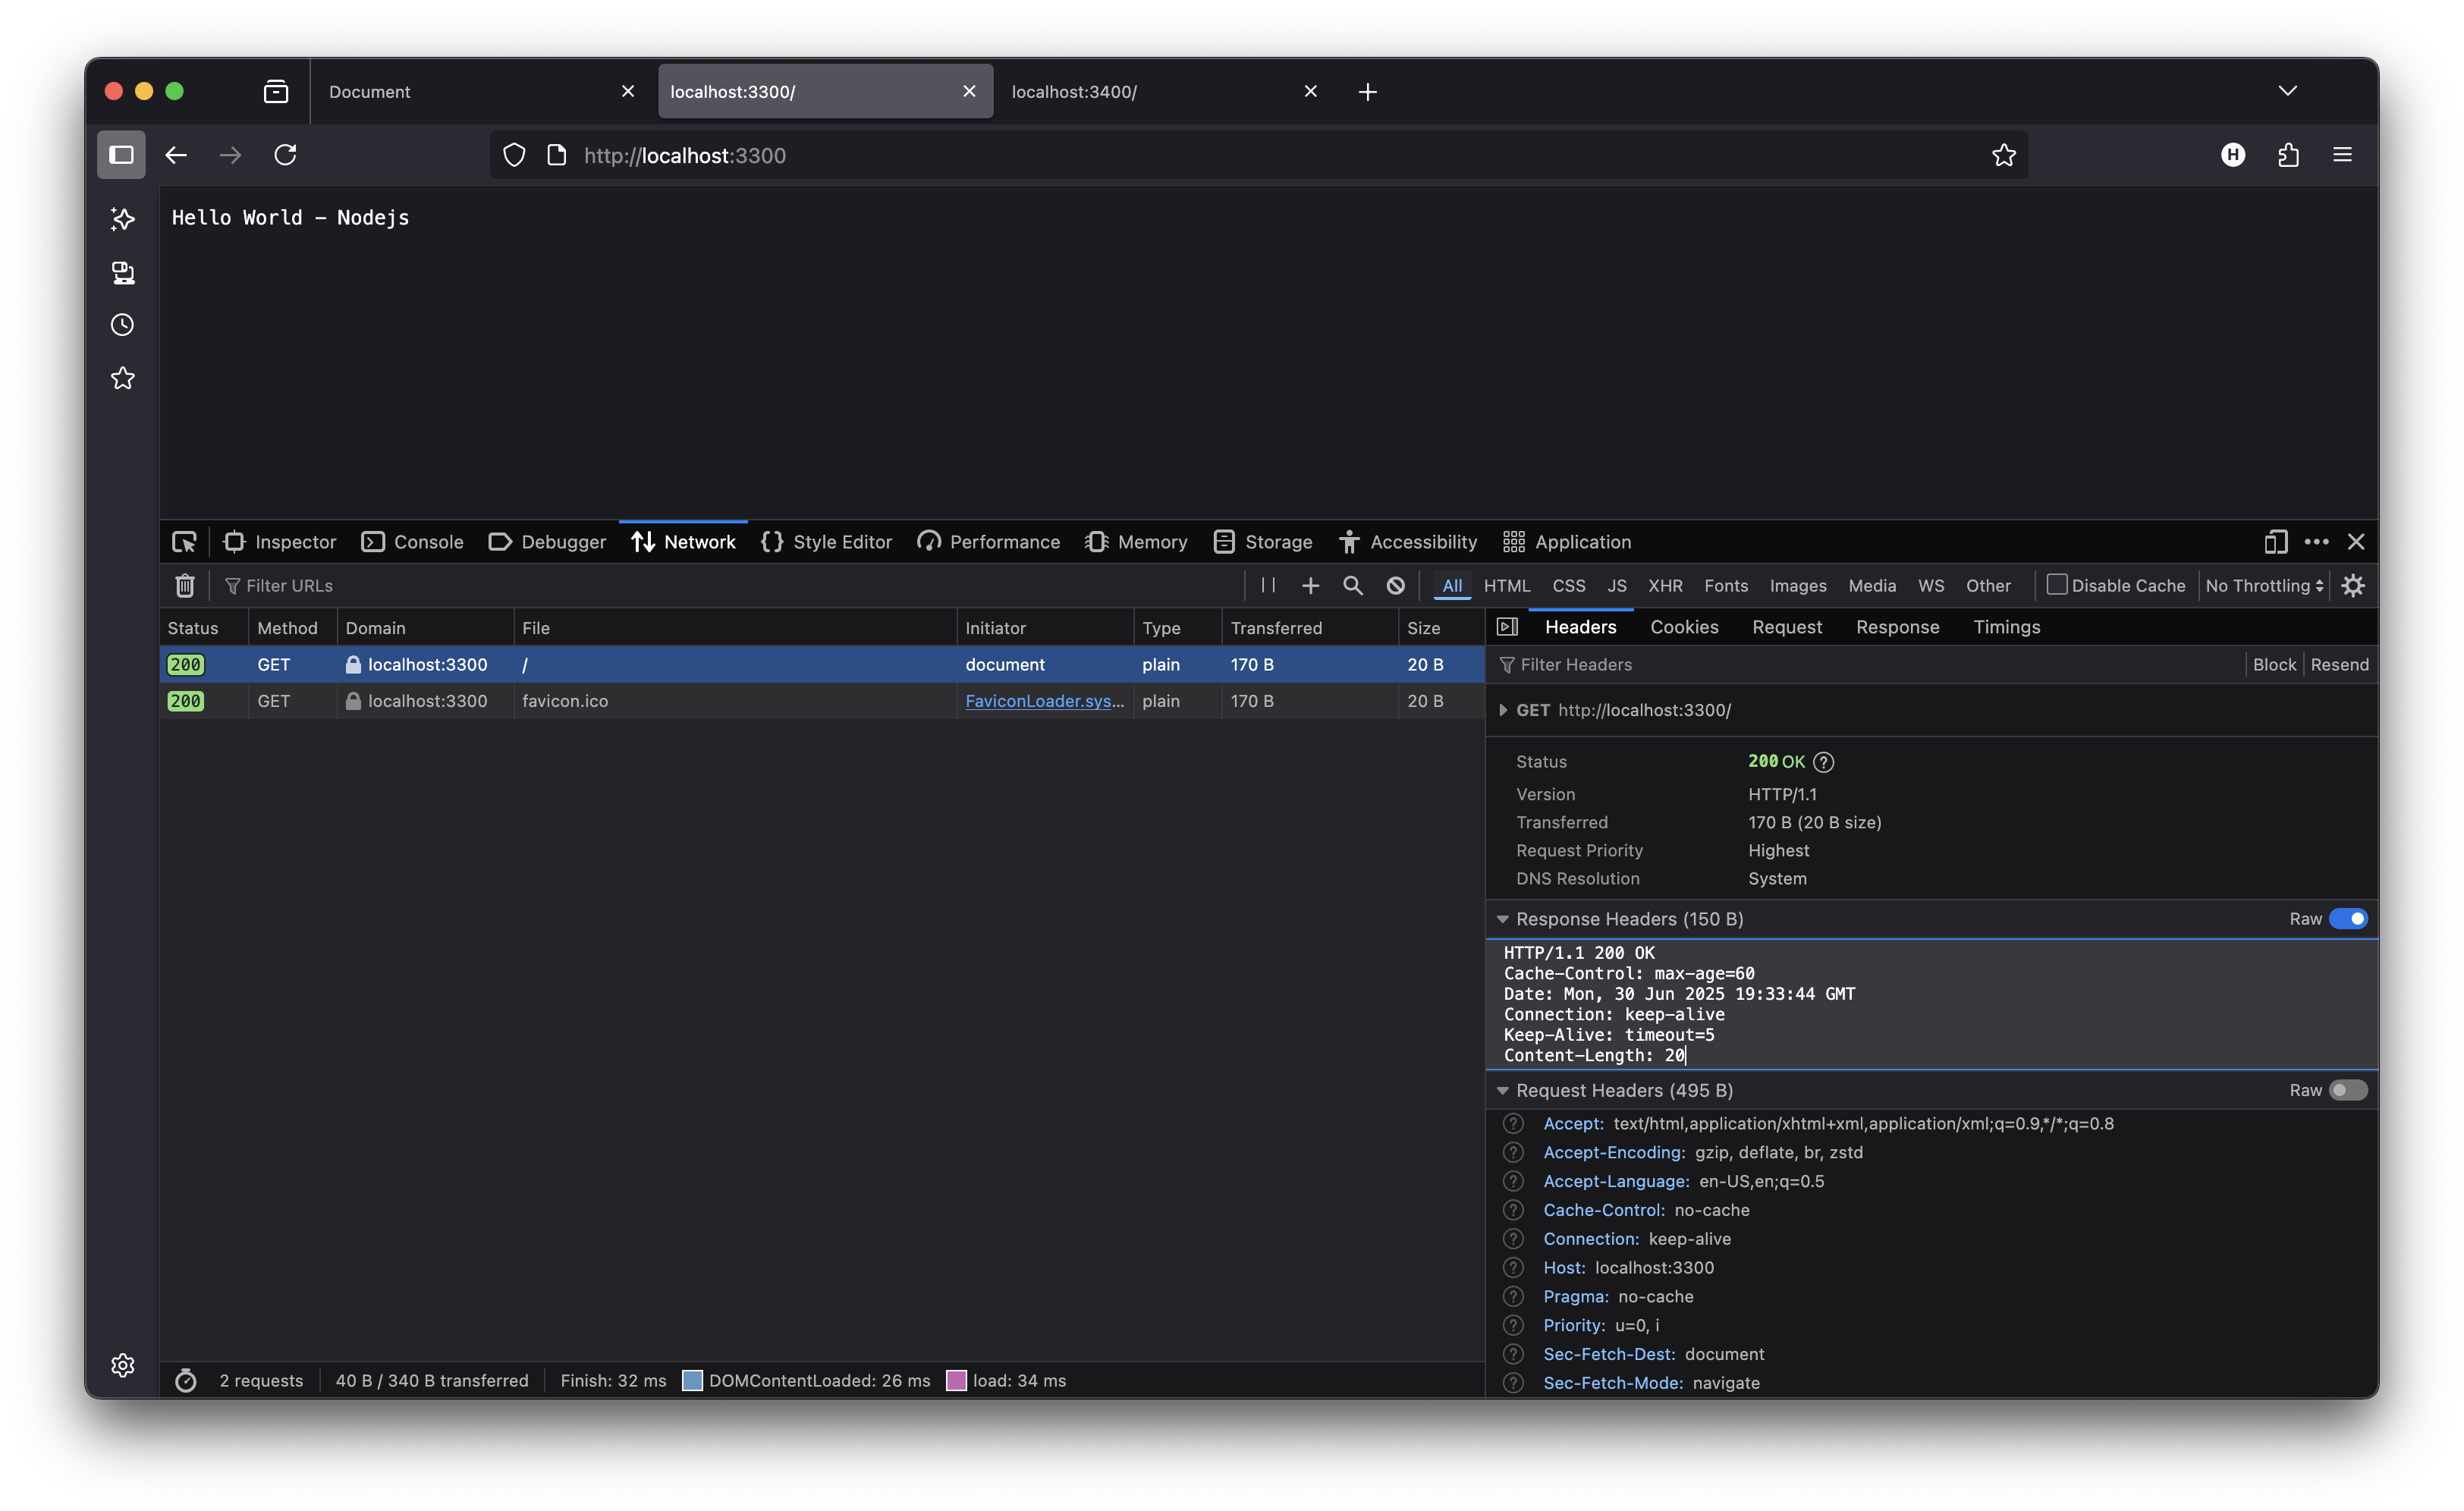 Document
localhost:3300/
localhost:3400/
http://localhost:3300
H
Hello World - Nodejs
Inspector Console Debugger Network Style Editor Performance Memory Storage Accessibility Application
Filter URLs
All HTML CSS JS XHR Fonts Images Media WS Other Disable Cache No Throttling
Status Method Domain File Initiator Type Transferred Size
200 GET localhost:3300 / document plain 170 B 20 B
200 GET localhost:3300 favicon.ico FaviconLoader.sys... plain 170 B 20 B
2 requests 40 B / 340 B transferred Finish: 32 ms DOMContentLoaded: 26 ms load: 34 ms
Headers Cookies Request Response Timings
Filter Headers Block Resend
GET http://localhost:3300/
Status 200 OK ?
Version HTTP/1.1
Transferred 170 B (20 B size)
Request Priority Highest
DNS Resolution System
Response Headers (150 B) Raw
HTTP/1.1 200 OK
Cache-Control: max-age=60
Date: Mon, 30 Jun 2025 19:33:44 GMT
Connection: keep-alive
Keep-Alive: timeout=5
Content-Length: 20
Request Headers (495 B) Raw
? Accept: text/html,application/xhtml+xml,application/xml;q=0.9,*/*;q=0.8
? Accept-Encoding: gzip, deflate, br, zstd
? Accept-Language: en-US,en;q=0.5
? Cache-Control: no-cache
? Connection: keep-alive
? Host: localhost:3300
? Pragma: no-cache
? Priority: u=0, i
? Sec-Fetch-Dest: document
? Sec-Fetch-Mode: navigate